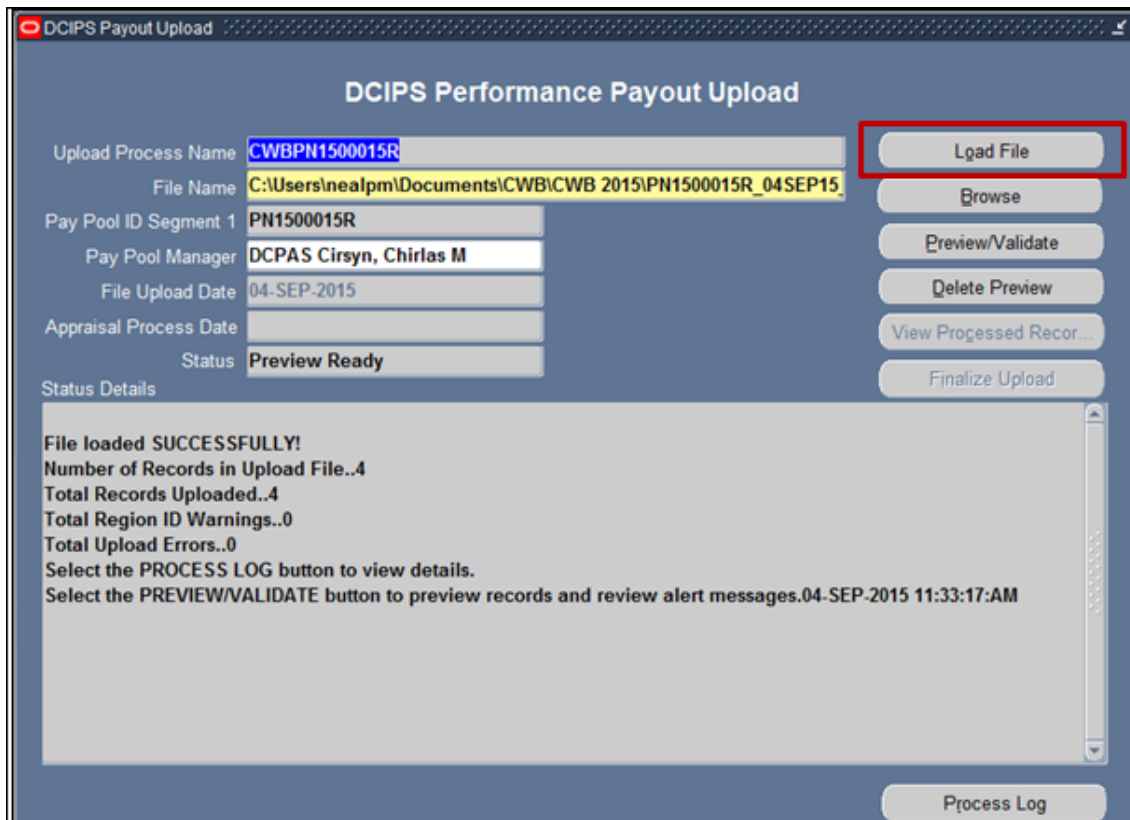 DCIPS Payout Upload
DCIPS Performance Payout Upload
Upload Process Name CWBPN1500015R
Load File
File Name C:\Users\nealpm\Documents\CWB\CWB 2015\PN1500015R_04SEP15_
Browse
Pay Pool ID Segment 1 PN1500015R
Pay Pool Manager DCPAS Cirsyn, Chirlas M
Preview/Validate
File Upload Date 04-SEP-2015
Delete Preview
Appraisal Process Date
View Processed Recor...
Status Preview Ready
Finalize Upload
Status Details
File loaded SUCCESSFULLY!
Number of Records in Upload File..4
Total Records Uploaded..4
Total Region ID Warnings..0
Total Upload Errors..0
Select the PROCESS LOG button to view details.
Select the PREVIEW/VALIDATE button to preview records and review alert messages.04-SEP-2015 11:33:17:AM
Process Log